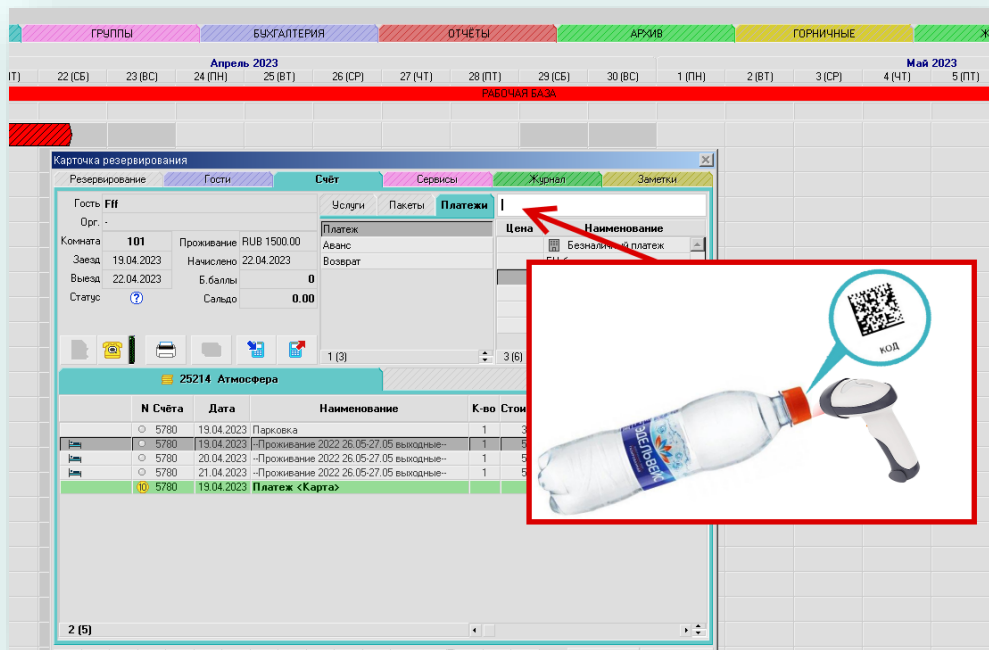 ГРУППЫ БУХГАЛТЕРИЯ ОТЧЁТЫ АРХИВ ГОРНИЧНЫЕ Ж
Апрель 2023 Май 2023
22 (СБ) 23 (ВС) 24 (ПН) 25 (ВТ) 26 (СР) 27 (ЧТ) 28 (ПТ) 29 (СБ) 30 (ВС) 1 (ПН) 2 (ВТ) 3 (СР) 4 (ЧТ) 5 (ПТ)
РАБОЧАЯ БАЗА
Карточка резервирования
Резервирование Гости Счёт Сервисы Журнал Заметки
Гость Fff Услуги Пакеты Платежи
Орг. - Платеж Цена Наименование
Комната 101 Проживание RUB 1500.00 Аванс Безналичный платеж
Заезд 19.04.2023 Начислено 22.04.2023 Возврат
Выезд 22.04.2023 Б.баллы 0
Статус ? Сальдо 0.00
КОД
1 (3) 3 (6)
25214 Атмосфера
N Счёта Дата Наименование К-во
5780 19.04.2023 Парковка 1
5780 19.04.2023 --Проживание 2022 26.05-27.05 выходные-- 1
5780 20.04.2023 --Проживание 2022 26.05-27.05 выходные-- 1
5780 21.04.2023 --Проживание 2022 26.05-27.05 выходные-- 1
10 5780 19.04.2023 Платеж <Карта>
ЭДЕЛЬВЕЙС
2 (5)